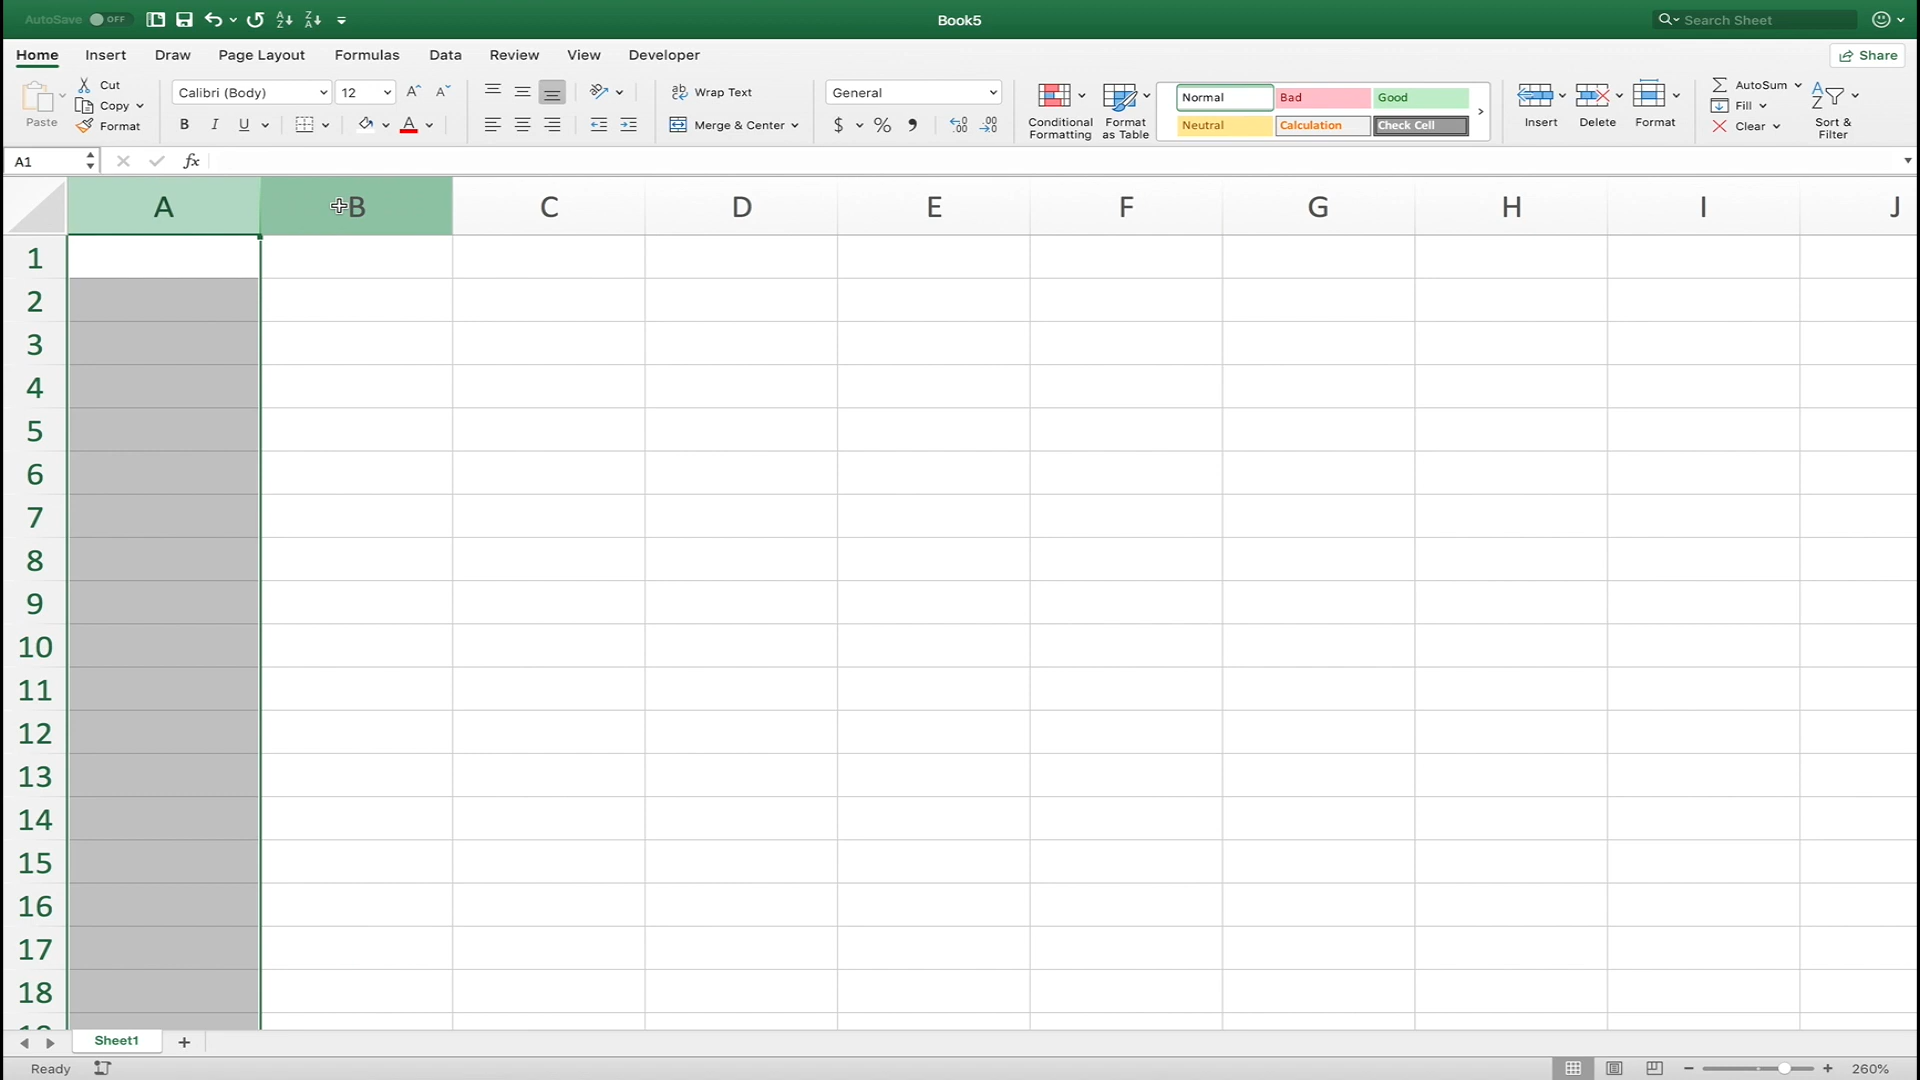 AutoSave OFF Book5 Search Sheet
Home Insert Draw Page Layout Formulas Data Review View Developer Share
Paste Cut Copy Format
Calibri (Body) 12
B I U A
Wrap Text
Merge & Center
General
$ % 9 .00 .00
Conditional Formatting
Format as Table
Normal Bad Good
Neutral Calculation Check Cell
Insert Delete Format
AutoSum
Fill
Clear
Sort & Filter
A1 fx
A B C D E F G H I J
1
2
3
4
5
6
7
8
9
10
11
12
13
14
15
16
17
18
Sheet1 +
Ready 260%